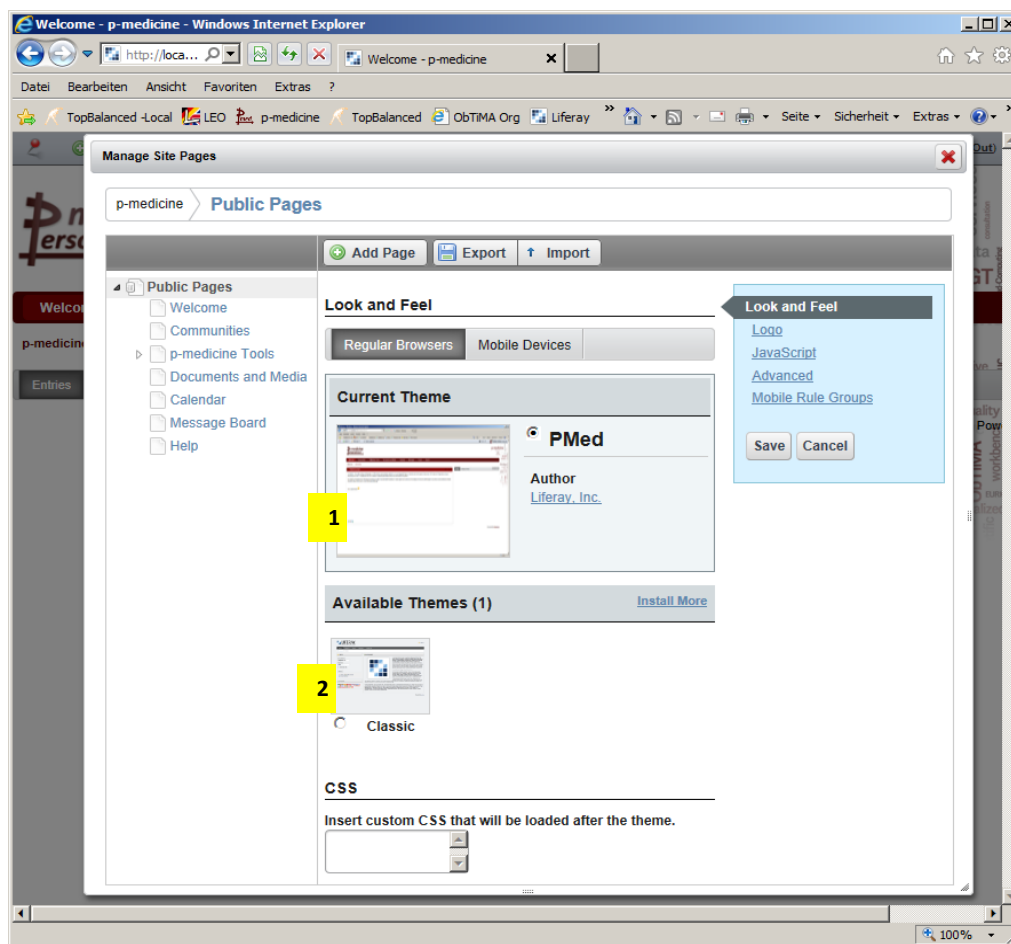 Welcome - p-medicine - Windows Internet Explorer
http://loca...
Welcome - p-medicine
Datei Bearbeiten Ansicht Favoriten Extras ?
TopBalanced -Local LEO p-medicine TopBalanced ObTiMA Org Liferay » Seite Sicherheit Extras »
Manage Site Pages
Out)
p-medicine Public Pages
Add Page Export Import
Public Pages
Welcome
Communities
p-medicine Tools
Documents and Media
Calendar
Message Board
Help
Look and Feel
Regular Browsers Mobile Devices
Current Theme
PMed
Author
Liferay, Inc.
1
Available Themes (1) Install More
2
Classic
CSS
Insert custom CSS that will be loaded after the theme.
Look and Feel
Logo
JavaScript
Advanced
Mobile Rule Groups
Save Cancel
Welcom
p-medicin
Entries
100%